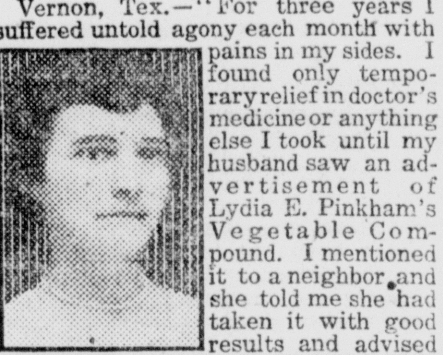 Vernon, Tex.—"For three years I
suffered untold agony each month with
pains in my sides. I
found only tempo-
rary relief in doctor's
medicine or anything
else I took until my
husband saw an ad-
vertisement of
Lydia E. Pinkham's
Vegetable Com-
pound. I mentioned
it to a neighbor and
she told me she had
taken it with good
results and advised